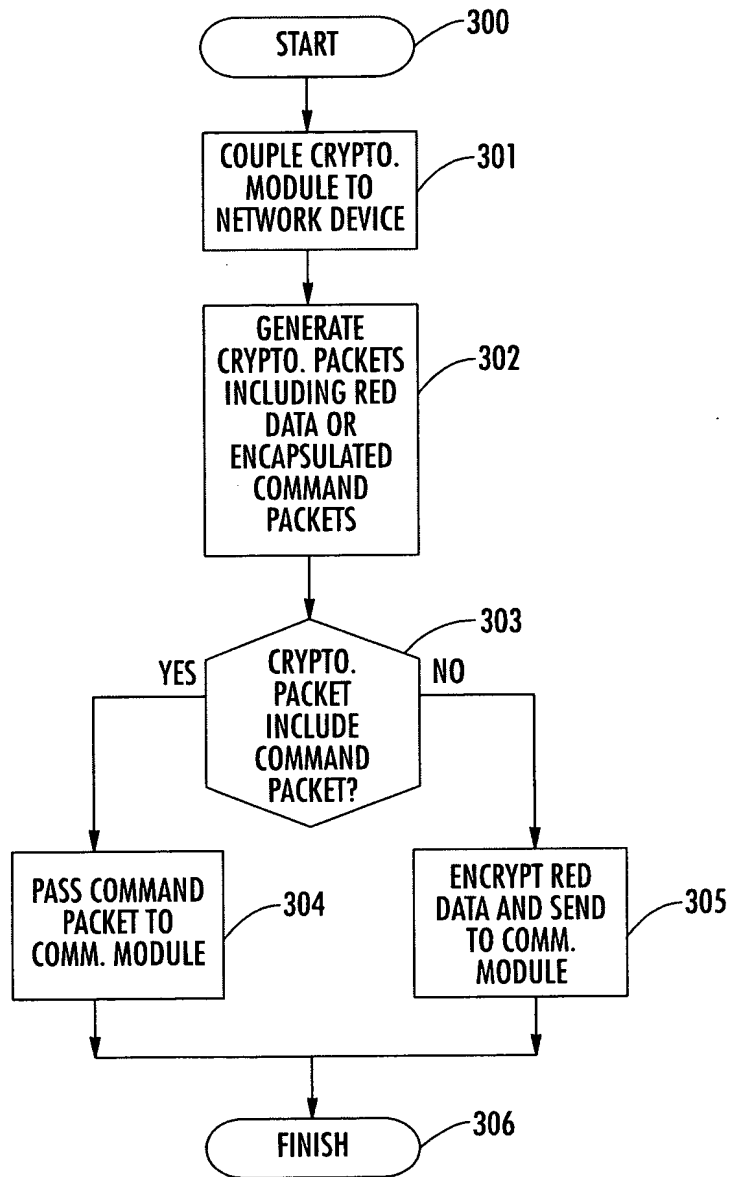 START
300
COUPLE CRYPTO.
MODULE TO
NETWORK DEVICE
301
GENERATE
CRYPTO. PACKETS
INCLUDING RED
DATA OR
ENCAPSULATED
COMMAND
PACKETS
302
303
YES
CRYPTO.
PACKET
INCLUDE
COMMAND
PACKET?
NO
PASS COMMAND
PACKET TO
COMM. MODULE
304
ENCRYPT RED
DATA AND SEND
TO COMM.
MODULE
305
FINISH
306